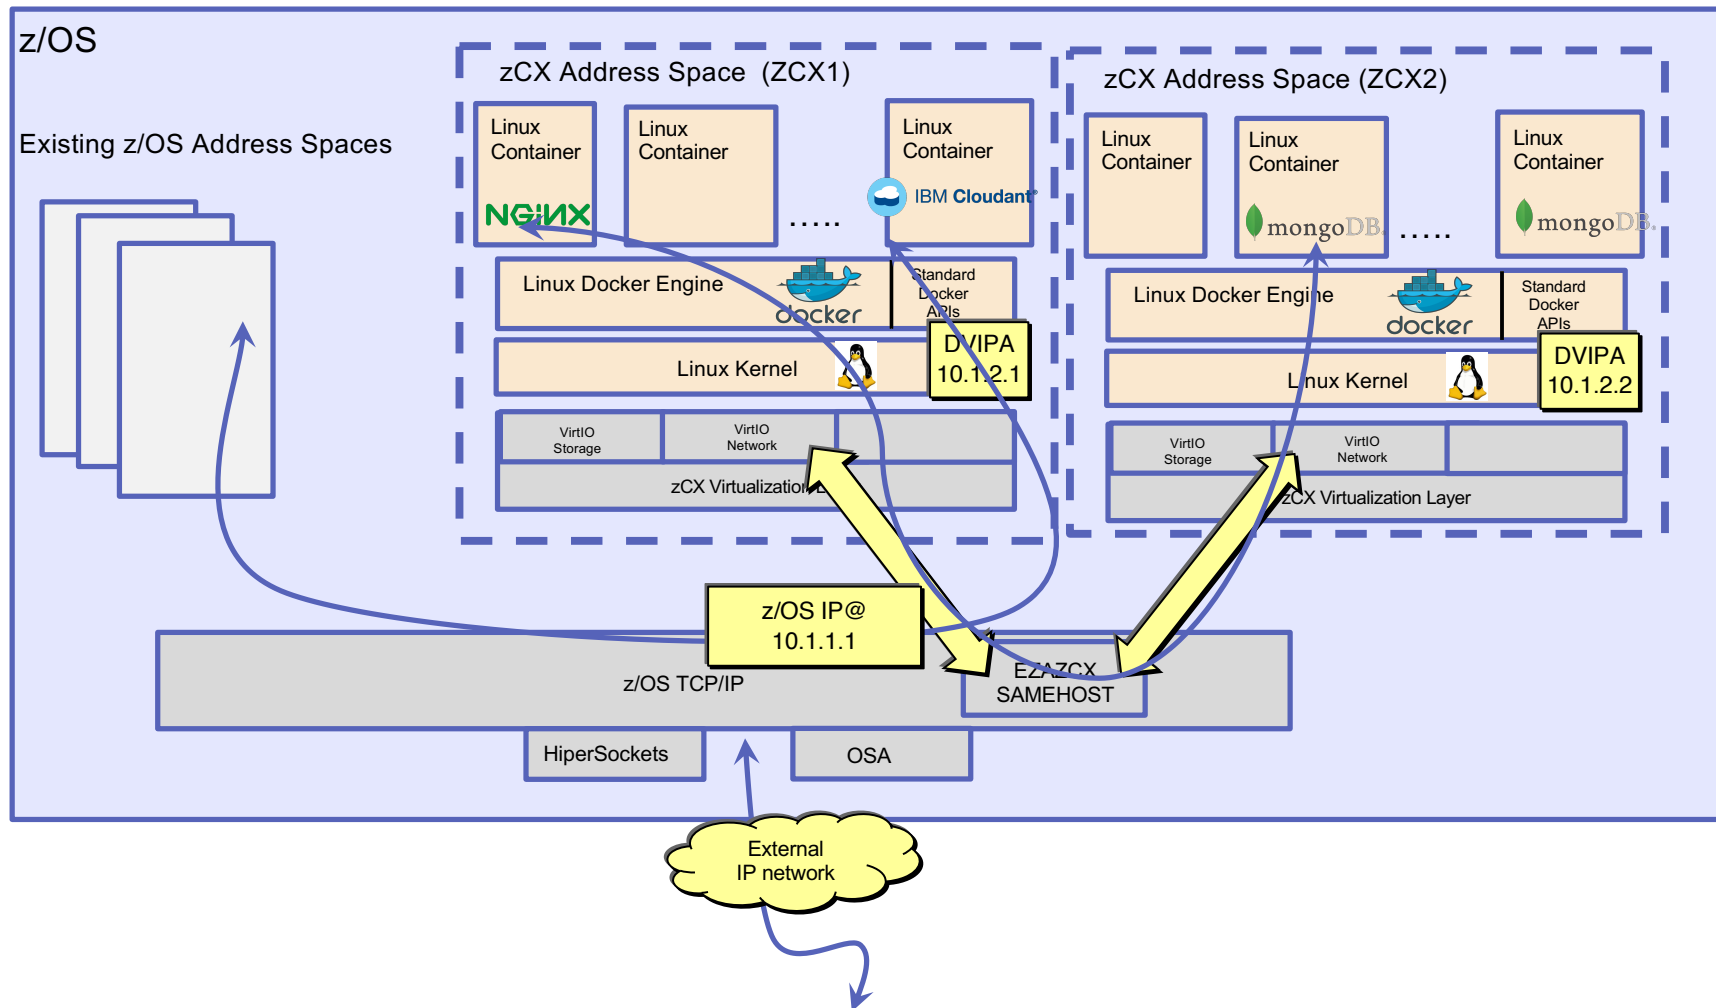 z/OS
Existing z/OS Address Spaces
zCX Address Space  (ZCX1)
Linux
Container
NGINX
Linux
Container
.....
Linux
Container
IBM Cloudant®
Linux Docker Engine
docker
Standard
Docker
APIs
DVIPA
10.1.2.1
Linux Kernel
VirtIO
Storage
VirtIO
Network
zCX Virtualization L
zCX Address Space (ZCX2)
Linux
Container
Linux
Container
mongoDB.
.....
Linux
Container
mongoDB.
Linux Docker Engine
docker
Standard
Docker
APIs
DVIPA
10.1.2.2
Linux Kernel
VirtIO
Storage
VirtIO
Network
zCX Virtualization Layer
z/OS IP@
10.1.1.1
z/OS TCP/IP
EZAZCX
SAMEHOST
HiperSockets
OSA
External
IP network